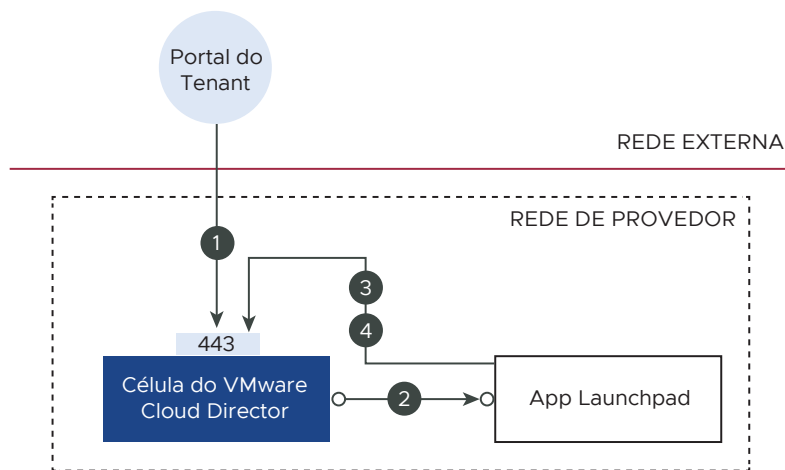 Portal do
Tenant
REDE EXTERNA
REDE DE PROVEDOR
1
3
4
443
Célula do VMware
Cloud Director
2
App Launchpad